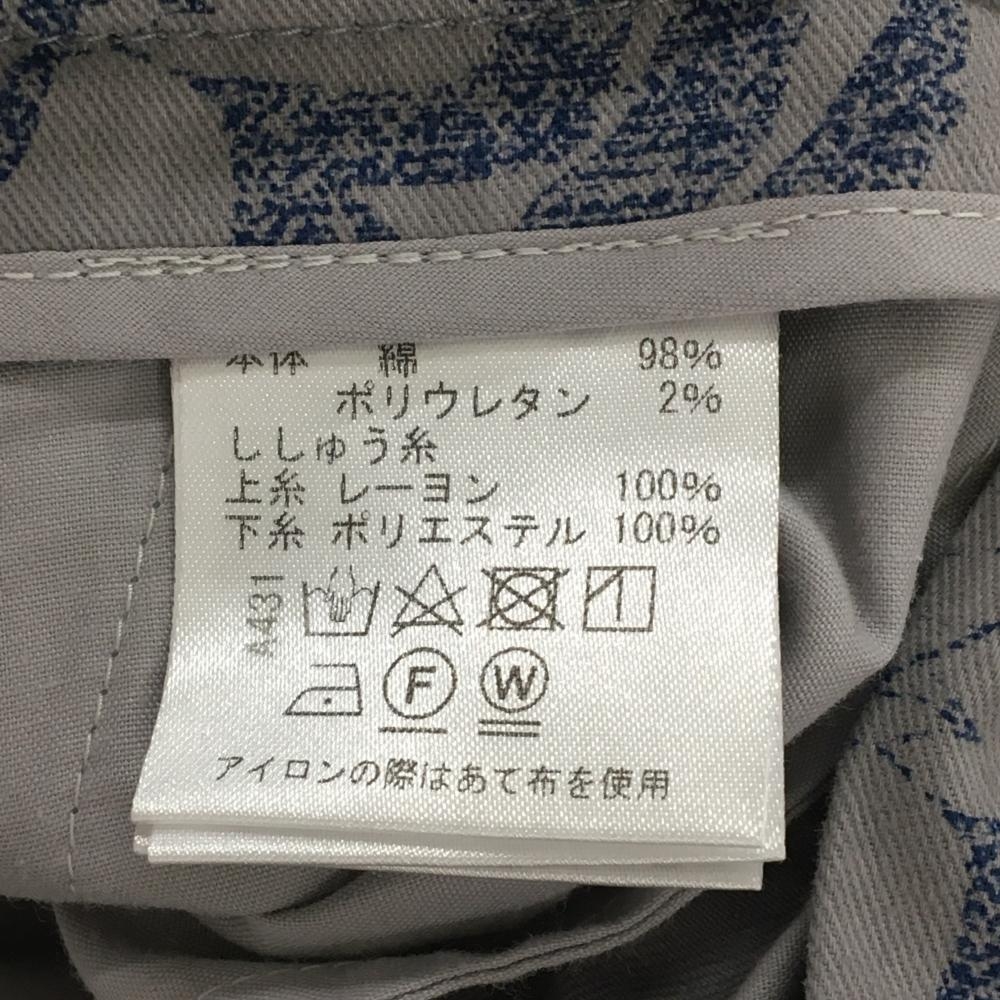 本体 綿 98%
ポリウレタン 2%
ししゅう糸
上糸 レーヨン 100%
下糸 ポリエステル 100%
A431
F W
アイロンの際はあて布を使用